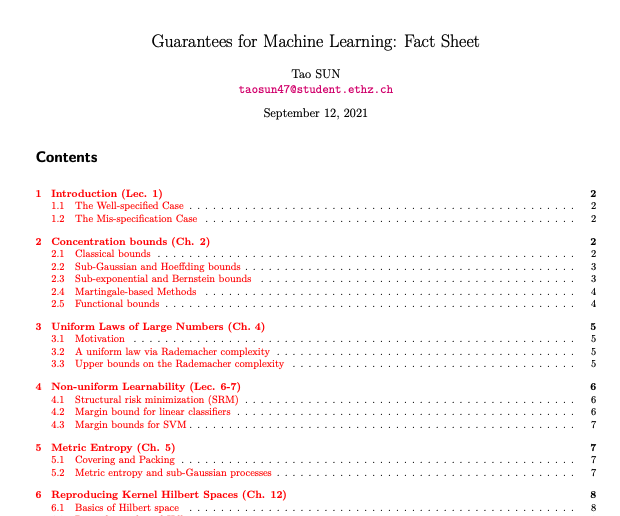 Guarantees for Machine Learning: Fact Sheet
Tao SUN
taosun47@student.ethz.ch
September 12, 2021
Contents
1 Introduction (Lec. 1) 2
1.1 The Well-specified Case . . . . . . . . . . . . . . . . . . . . 2
1.2 The Mis-specification Case . . . . . . . . . . . . . . . . . . . . 2
2 Concentration bounds (Ch. 2) 2
2.1 Classical bounds . . . . . . . . . . . . . . . . . . . . 2
2.2 Sub-Gaussian and Hoeffding bounds . . . . . . . . . . . . . . . . . . . . 3
2.3 Sub-exponential and Bernstein bounds . . . . . . . . . . . . . . . . . . . . 3
2.4 Martingale-based Methods . . . . . . . . . . . . . . . . . . . . 4
2.5 Functional bounds . . . . . . . . . . . . . . . . . . . . 4
3 Uniform Laws of Large Numbers (Ch. 4) 5
3.1 Motivation . . . . . . . . . . . . . . . . . . . . 5
3.2 A uniform law via Rademacher complexity . . . . . . . . . . . . . . . . . . . . 5
3.3 Upper bounds on the Rademacher complexity . . . . . . . . . . . . . . . . . . . . 5
4 Non-uniform Learnability (Lec. 6-7) 6
4.1 Structural risk minimization (SRM) . . . . . . . . . . . . . . . . . . . . 6
4.2 Margin bound for linear classifiers . . . . . . . . . . . . . . . . . . . . 6
4.3 Margin bounds for SVM . . . . . . . . . . . . . . . . . . . . 7
5 Metric Entropy (Ch. 5) 7
5.1 Covering and Packing . . . . . . . . . . . . . . . . . . . . 7
5.2 Metric entropy and sub-Gaussian processes . . . . . . . . . . . . . . . . . . . . 7
6 Reproducing Kernel Hilbert Spaces (Ch. 12) 8
6.1 Basics of Hilbert space . . . . . . . . . . . . . . . . . . . . 8